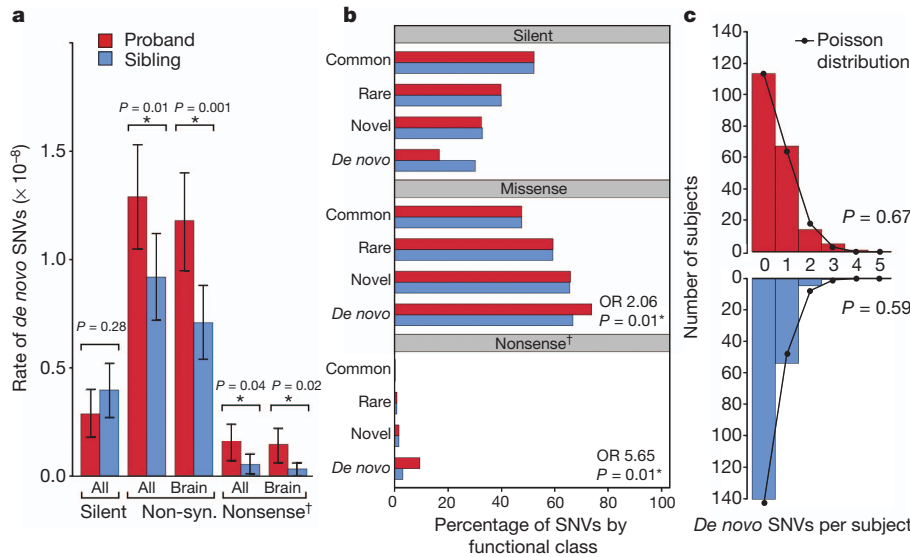 a
Proband
Sibling
Rate of de novo SNVs (× 10⁻⁸)
1.5
1.0
0.5
0.0
P = 0.28
P = 0.01
*
P = 0.001
*
P = 0.04
*
P = 0.02
*
All All Brain All Brain
Silent Non-syn. Nonsense†
b
Silent
Common
Rare
Novel
De novo
Missense
Common
Rare
Novel
De novo
OR 2.06
P = 0.01*
Nonsense†
Common
Rare
Novel
De novo
OR 5.65
P = 0.01*
0 20 40 60 80 100
Percentage of SNVs by
functional class
c
Poisson
distribution
Number of subjects
140
120
100
80
60
40
20
0
P = 0.67
0 1 2 3 4 5
0
20
40
60
80
100
120
140
P = 0.59
De novo SNVs per subject